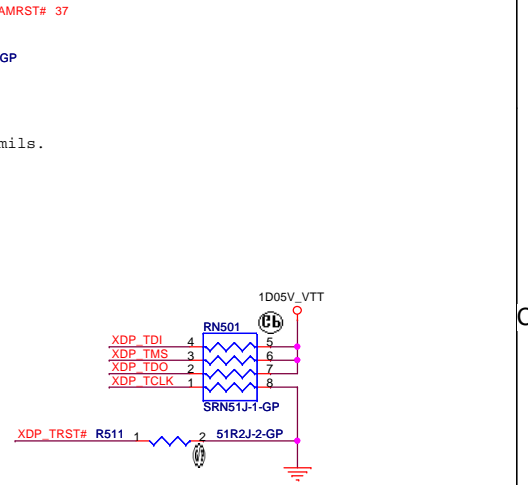 AMRST# 37
GP
mils.
1D05V_VTT
RN501
XDP_TDI 4 5
XDP_TMS 3 6
XDP_TDO 2 7
XDP_TCLK 1 8
SRN51J-1-GP
XDP_TRST# R511 1 2 51R2J-2-GP